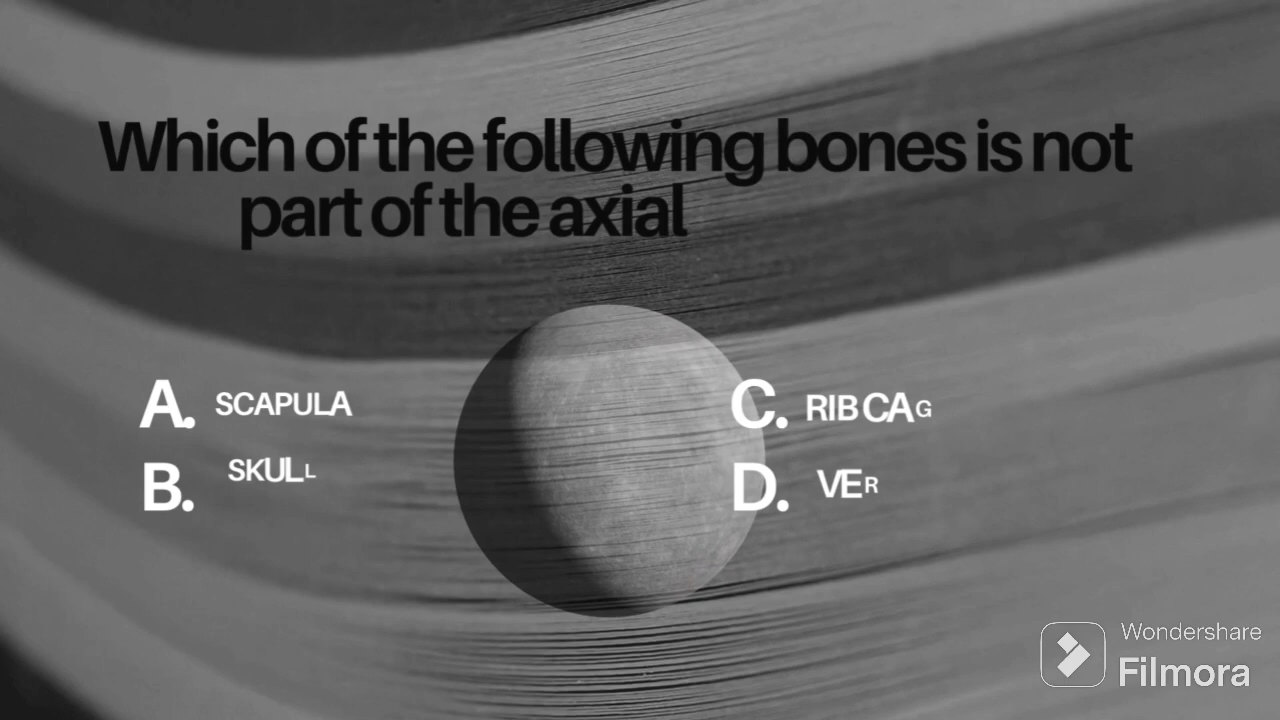 Which of the following bones is not
part of the axial
A. SCAPULA
B. SKULL
C. RIB CAG
D. VER
Wondershare
Filmora